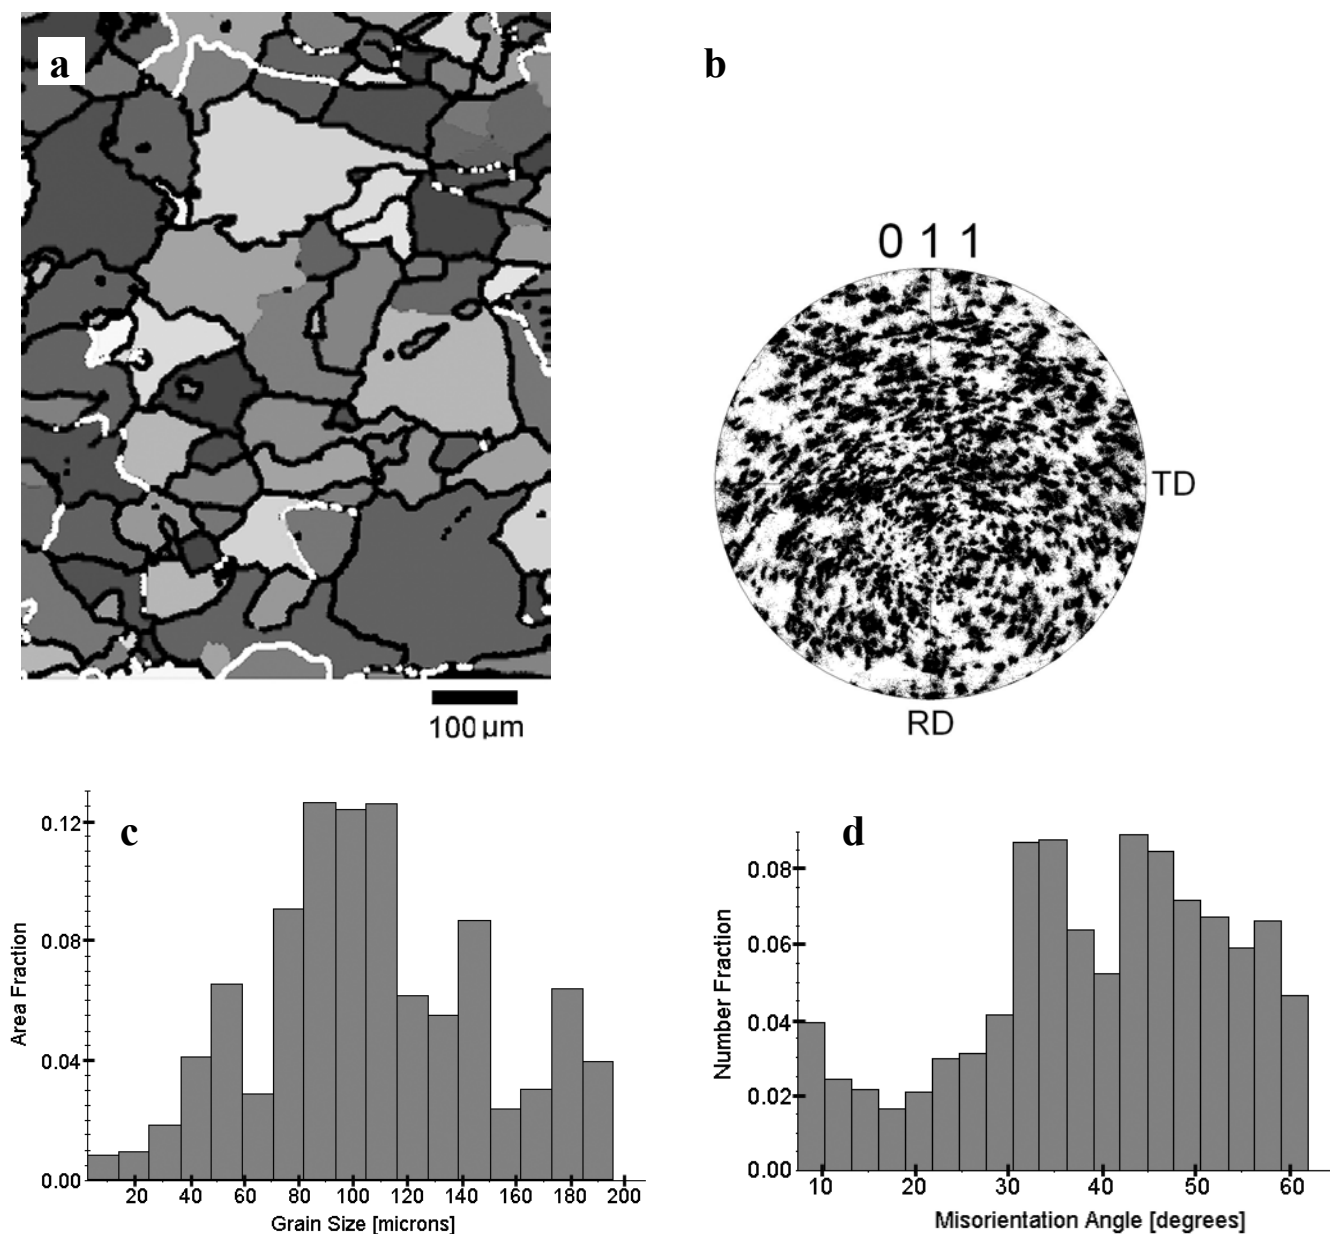 a
b
100 µm
0 1 1
TD
RD
c
0.12
0.08
0.04
0.00
Area Fraction
20 40 60 80 100 120 140 160 180 200
Grain Size [microns]
d
0.08
0.06
0.04
0.02
0.00
Number Fraction
10 20 30 40 50 60
Misorientation Angle [degrees]